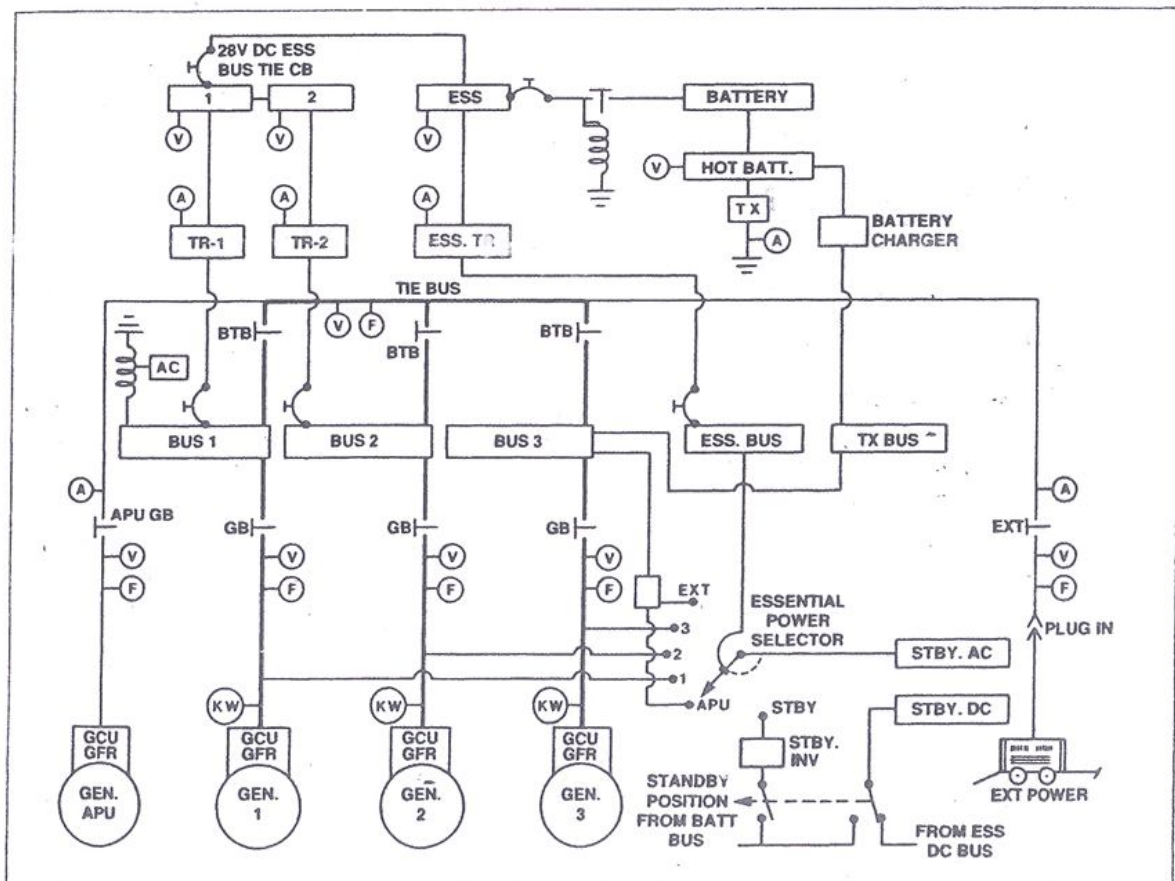 28V DC ESS
BUS TIE CB
1
2
ESS
BATTERY
V
V
V
V
HOT BATT.
A
A
A
TX
A
BATTERY
CHARGER
TR-1
TR-2
ESS. TR
TIE BUS
V
F
BTB
BTB
BTB
AC
BUS 1
BUS 2
BUS 3
ESS. BUS
TX BUS
A
A
APU GB
GB
GB
GB
EXT
V
V
V
V
V
F
F
F
F
F
EXT
ESSENTIAL
POWER
SELECTOR
3
2
1
APU
PLUG IN
STBY. AC
KW
KW
KW
STBY
STBY. DC
GCU
GFR
GCU
GFR
GCU
GFR
GCU
GFR
STBY.
INV
GEN.
APU
GEN.
1
GEN.
2
GEN.
3
STANDBY
POSITION
FROM BATT
BUS
EXT POWER
FROM ESS
DC BUS